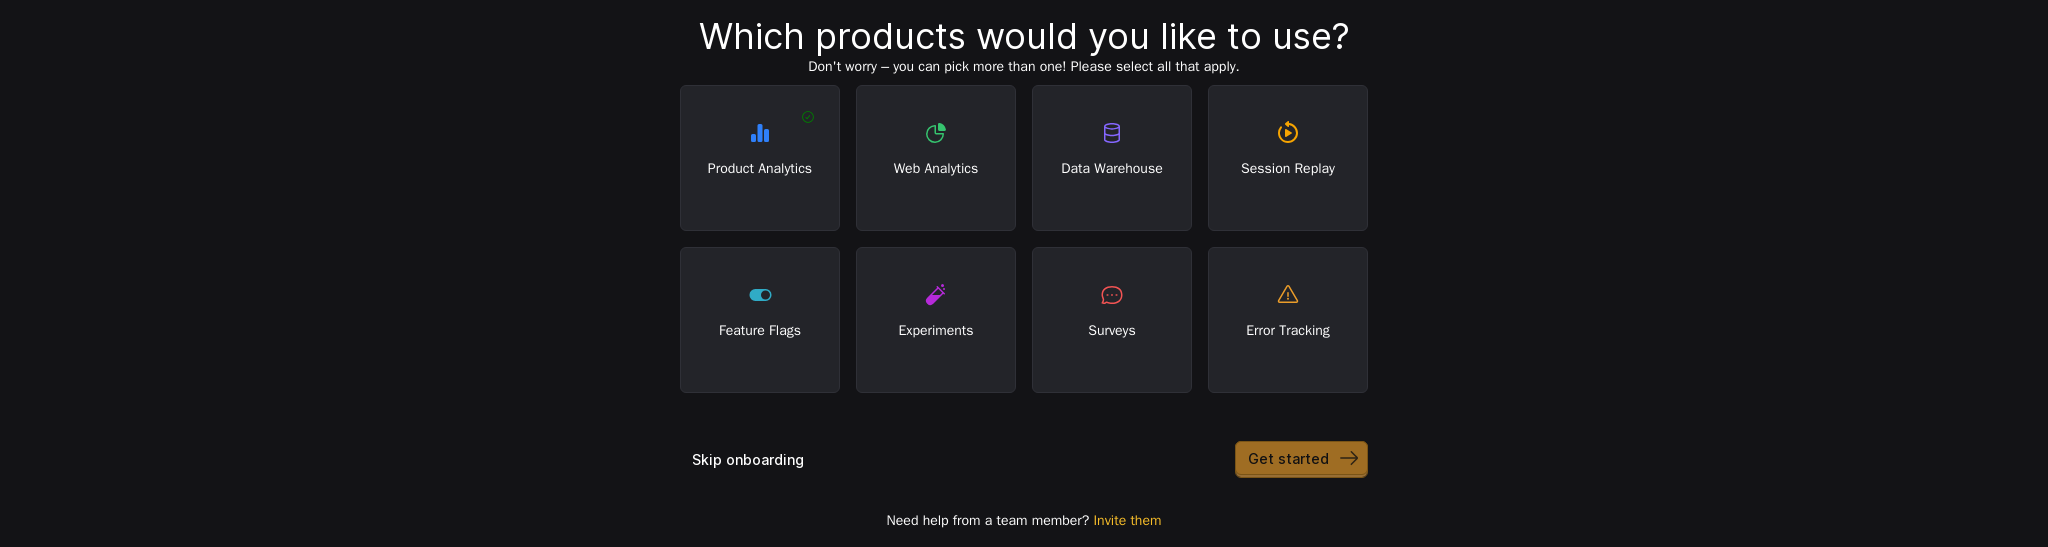 Which products would you like to use?
Don't worry – you can pick more than one! Please select all that apply.
Product Analytics
Web Analytics
Data Warehouse
Session Replay
Feature Flags
Experiments
Surveys
Error Tracking
Skip onboarding
Get started
Need help from a team member? Invite them